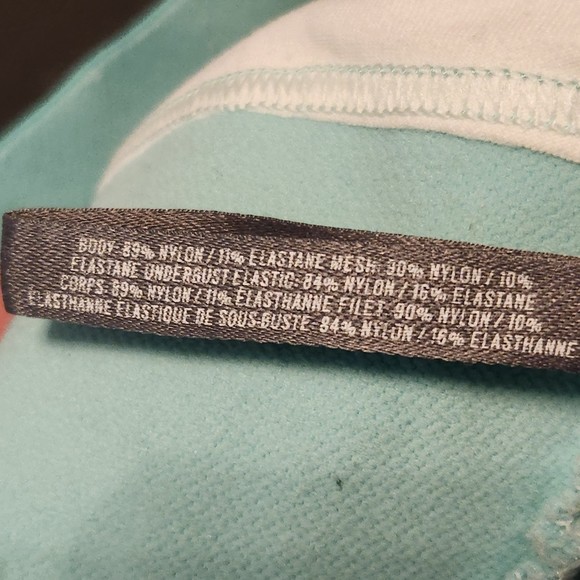 BODY: 89% NYLON / 11% ELASTANE MESH: 90% NYLON / 10%
ELASTANE UNDERBUST ELASTIC: 84% NYLON / 16% ELASTANE
CORPS: 89% NYLON / 11% ELASTHANNE FILET: 90% NYLON / 10%
ELASTHANNE ELASTIQUE DE SOUS-BUSTE: 84% NYLON / 16% ELASTHANNE